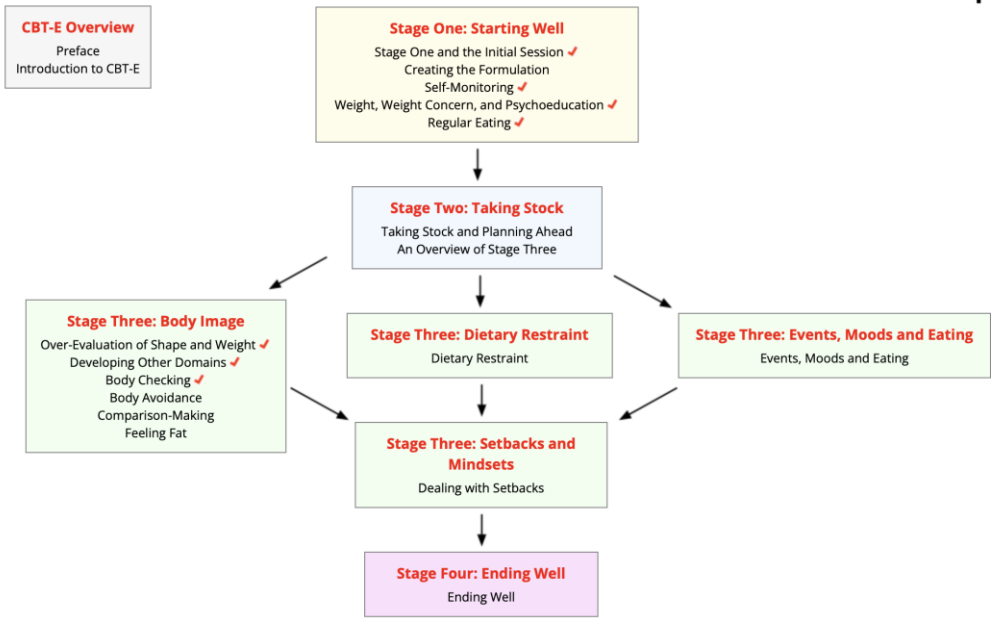 CBT-E Overview
Preface
Introduction to CBT-E
Stage One: Starting Well
Stage One and the Initial Session ✓
Creating the Formulation
Self-Monitoring ✓
Weight, Weight Concern, and Psychoeducation ✓
Regular Eating ✓
Stage Two: Taking Stock
Taking Stock and Planning Ahead
An Overview of Stage Three
Stage Three: Body Image
Over-Evaluation of Shape and Weight ✓
Developing Other Domains ✓
Body Checking ✓
Body Avoidance
Comparison-Making
Feeling Fat
Stage Three: Dietary Restraint
Dietary Restraint
Stage Three: Events, Moods and Eating
Events, Moods and Eating
Stage Three: Setbacks and
Mindsets
Dealing with Setbacks
Stage Four: Ending Well
Ending Well